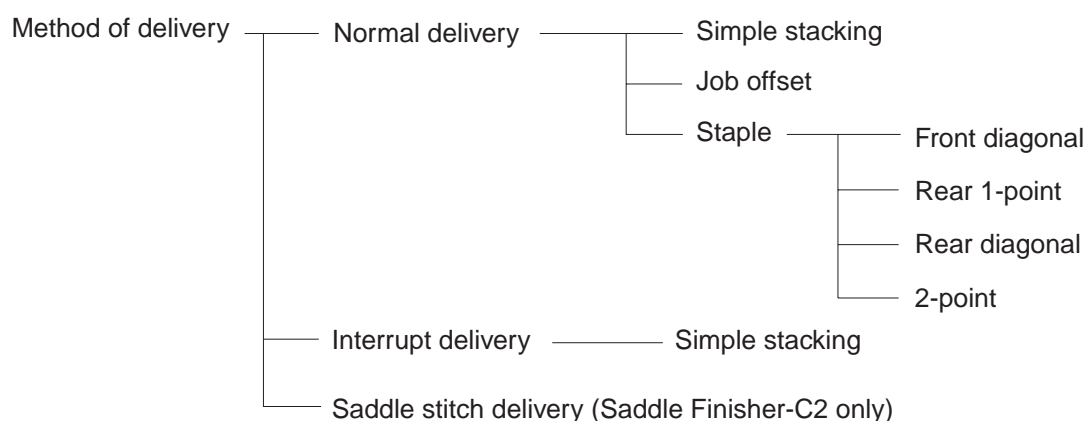 Method of delivery
Normal delivery
Simple stacking
Job offset
Staple
Front diagonal
Rear 1-point
Rear diagonal
2-point
Interrupt delivery
Simple stacking
Saddle stitch delivery (Saddle Finisher-C2 only)